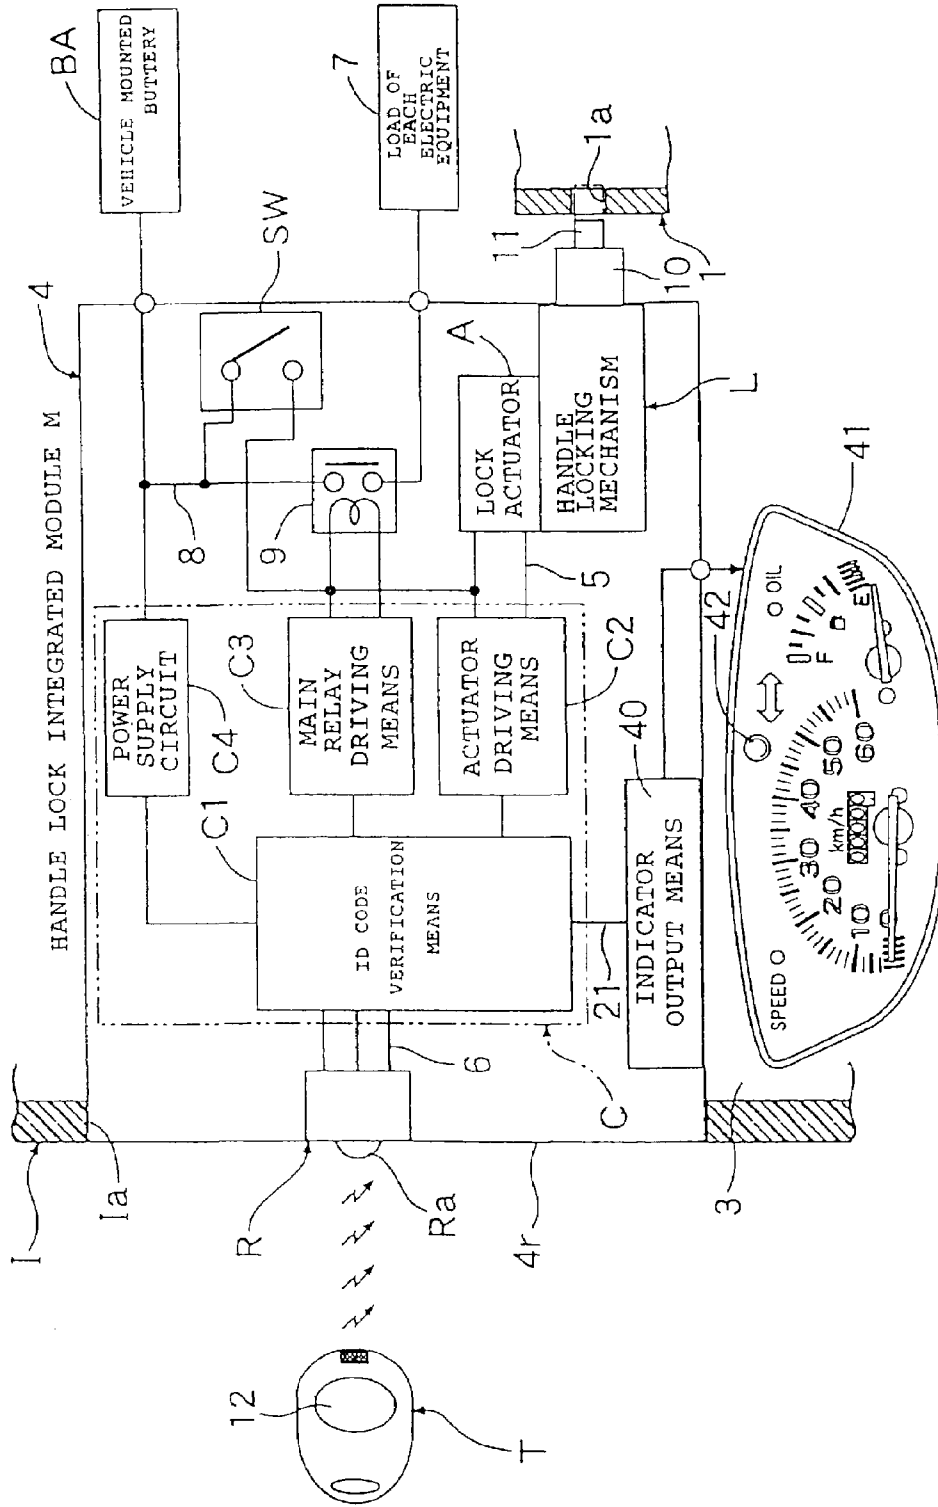 HANDLE LOCK INTEGRATED MODULE M
4
BA
VEHICLE MOUNTED
BUTTERY
7
LOAD OF
EACH
ELECTRIC
EQUIPMENT
SW
8
9
POWER
SUPPLY
CIRCUIT
C4
C3
MAIN
RELAY
DRIVING
MEANS
ACTUATOR
DRIVING
MEANS
C2
C1
ID CODE
VERIFICATION
MEANS
LOCK
ACTUATOR
A
HANDLE
LOCKING
MECHANISM
L
5
10
11
1a
1
I
Ia
R
Ra
6
C
4r
3
21
INDICATOR
OUTPUT MEANS
40
12
T
41
42
SPEED
OIL
10
20
30
40
50
60
km/h
00000
F
E